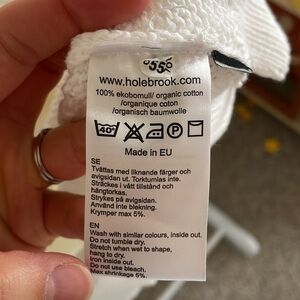 www.holebrook.com
100% ekobomull/ organic cotton
/organique coton
/organisch baumwolle
40°
P
Made in EU
SE
Tvättas med liknande färger och
avigsidan ut. Torktumlas inte.
Sträckes i vått tillstånd och
hängtorkas.
Strykes på avigsidan.
Använd inte blekning.
Krymper max 5%.
EN
Wash with similar colours, inside out.
Do not tumble dry.
Stretch when wet to shape,
hang to dry.
Iron inside out.
Do not use bleach.
Max shrinkage 5%.